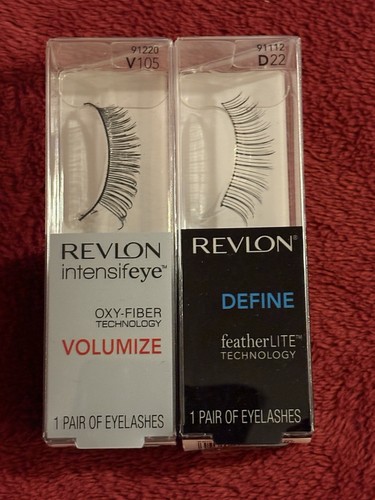 91220
V105
REVLON
intensifeye™
OXY-FIBER
TECHNOLOGY
VOLUMIZE
1 PAIR OF EYELASHES
91112
D22
REVLON®
DEFINE
featherLITE™
TECHNOLOGY
1 PAIR OF EYELASHES